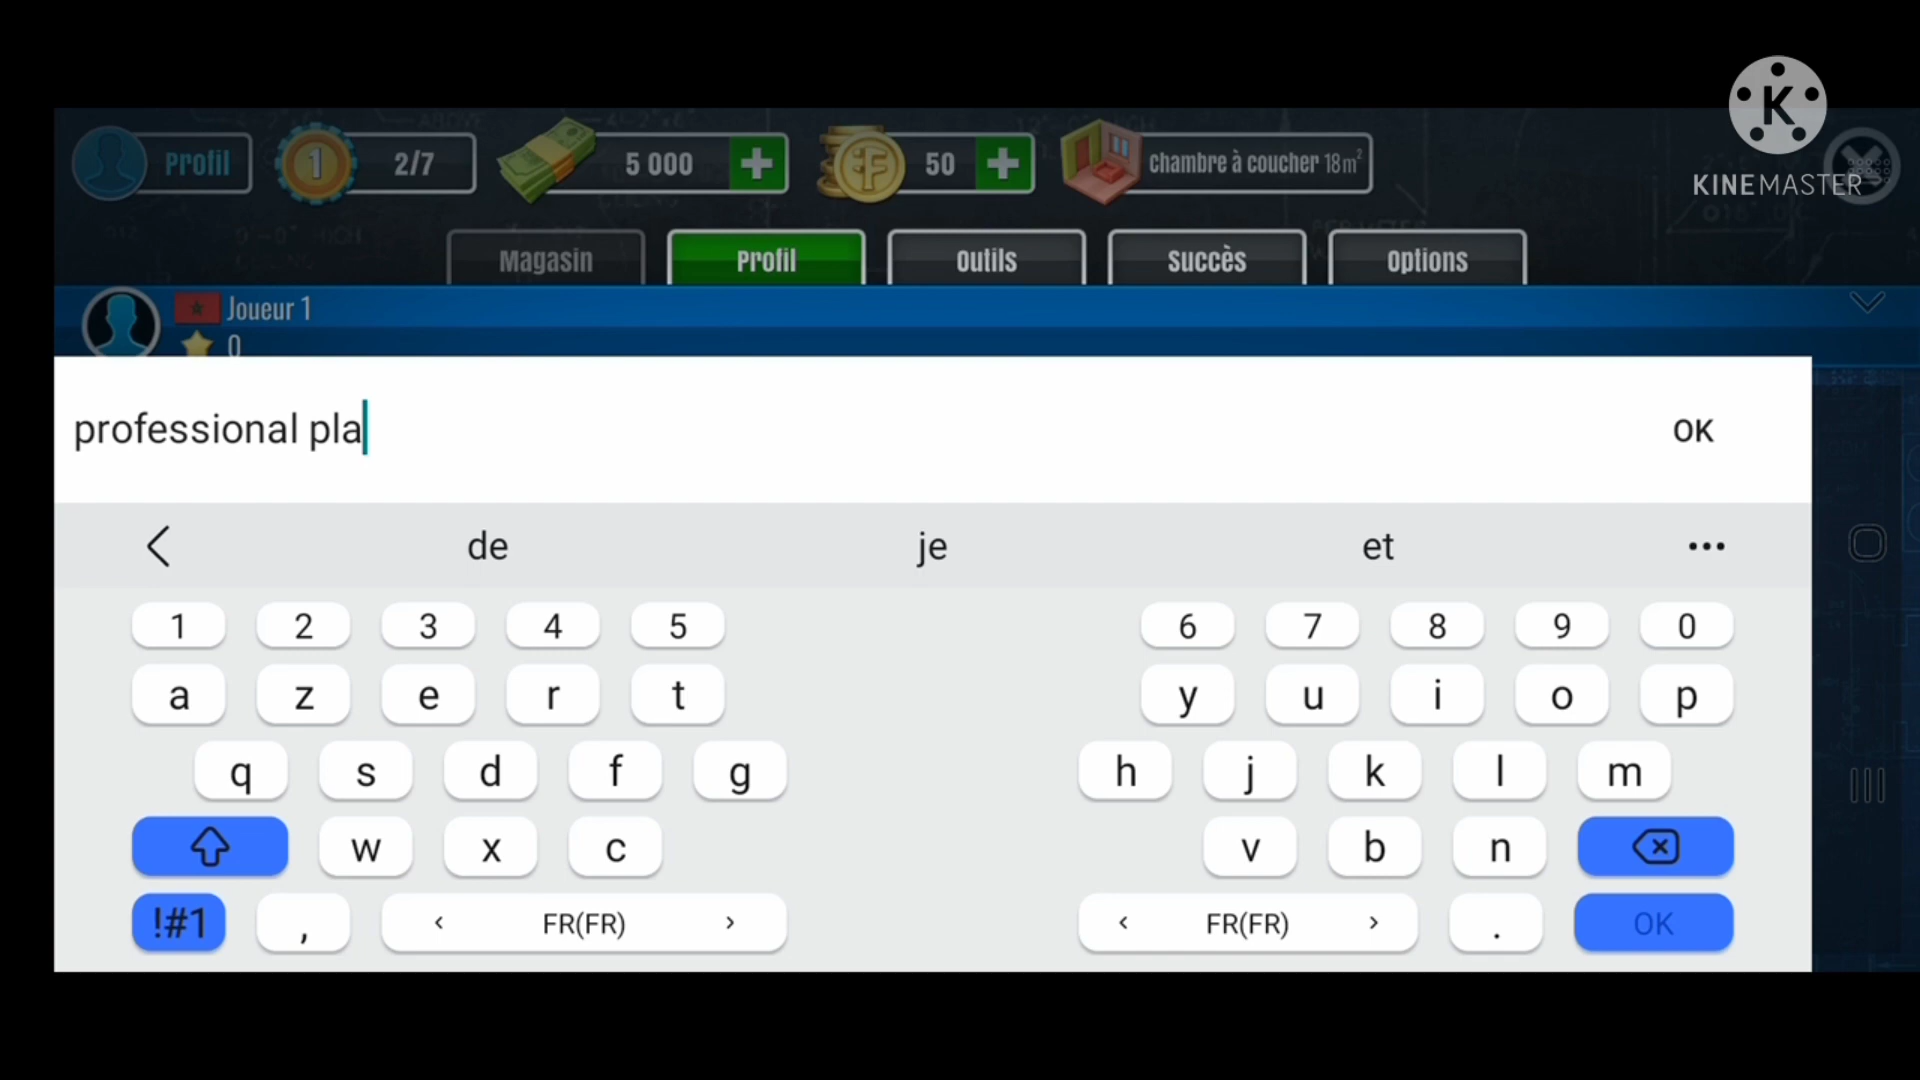 KINEMASTER
Profil 1 2/7 5 000 50 chambre à coucher 18m²
Magasin Profil Outils Succès Options
Joueur 1
0
professional pla OK
de je et
1 2 3 4 5 6 7 8 9 0
a z e r t y u i o p
q s d f g h j k l m
w x c v b n
!#1 , < FR(FR) > < FR(FR) > . OK